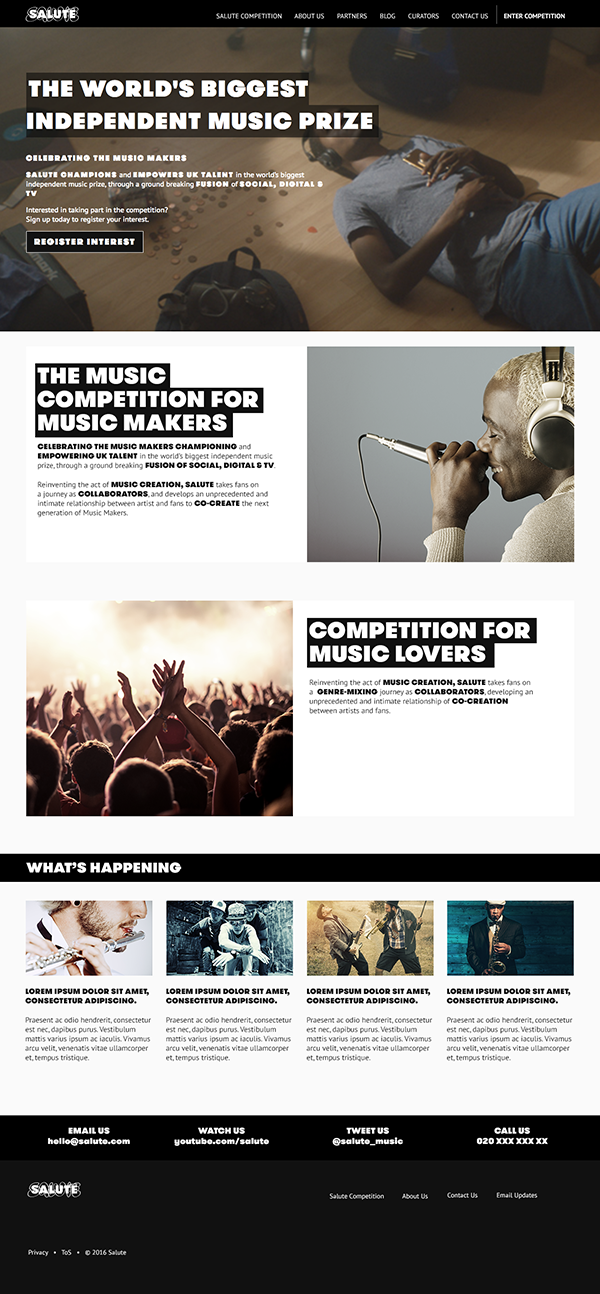 SALUTE
SALUTE COMPETITION ABOUT US PARTNERS BLOG CURATORS CONTACT US ENTER COMPETITION
THE WORLD'S BIGGEST
INDEPENDENT MUSIC PRIZE
CELEBRATING THE MUSIC MAKERS
SALUTE CHAMPIONS and EMPOWERS UK TALENT in the world's biggest
independent music prize, through a ground breaking FUSION of SOCIAL, DIGITAL &
TV
Interested in taking part in the competition?
Sign up today to register your interest.
REGISTER INTEREST
THE MUSIC
COMPETITION FOR
MUSIC MAKERS
CELEBRATING THE MUSIC MAKERS CHAMPIONING and
EMPOWERING UK TALENT in the world's biggest independent music
prize, through a ground breaking FUSION OF SOCIAL, DIGITAL & TV.
Reinventing the act of MUSIC CREATION, SALUTE takes fans on
a journey as COLLABORATORS, and develops an unprecedented and
intimate relationship between artist and fans to CO-CREATE the next
generation of Music Makers.
COMPETITION FOR
MUSIC LOVERS
Reinventing the act of MUSIC CREATION, SALUTE takes fans on
a GENRE-MIXING journey as COLLABORATORS, developing an
unprecedented and intimate relationship of CO-CREATION
between artists and fans.
WHAT'S HAPPENING
LOREM IPSUM DOLOR SIT AMET,
CONSECTETUR ADIPISCING.
Praesent ac odio hendrerit, consectetur
est nec, dapibus purus. Vestibulum
mattis varius ipsum ac iaculis. Vivamus
arcu velit, venenatis vitae ullamcorper
et, tempus tristique.
LOREM IPSUM DOLOR SIT AMET,
CONSECTETUR ADIPISCING.
Praesent ac odio hendrerit, consectetur
est nec, dapibus purus. Vestibulum
mattis varius ipsum ac iaculis. Vivamus
arcu velit, venenatis vitae ullamcorper
et, tempus tristique.
LOREM IPSUM DOLOR SIT AMET,
CONSECTETUR ADIPISCING.
Praesent ac odio hendrerit, consectetur
est nec, dapibus purus. Vestibulum
mattis varius ipsum ac iaculis. Vivamus
arcu velit, venenatis vitae ullamcorper
et, tempus tristique.
LOREM IPSUM DOLOR SIT AMET,
CONSECTETUR ADIPISCING.
Praesent ac odio hendrerit, consectetur
est nec, dapibus purus. Vestibulum
mattis varius ipsum ac iaculis. Vivamus
arcu velit, venenatis vitae ullamcorper
et, tempus tristique.
EMAIL US
hello@salute.com
WATCH US
youtube.com/salute
TWEET US
@salute_music
CALL US
020 XXX XXX XX
SALUTE
Salute Competition About Us Contact Us Email Updates
Privacy • ToS • © 2016 Salute